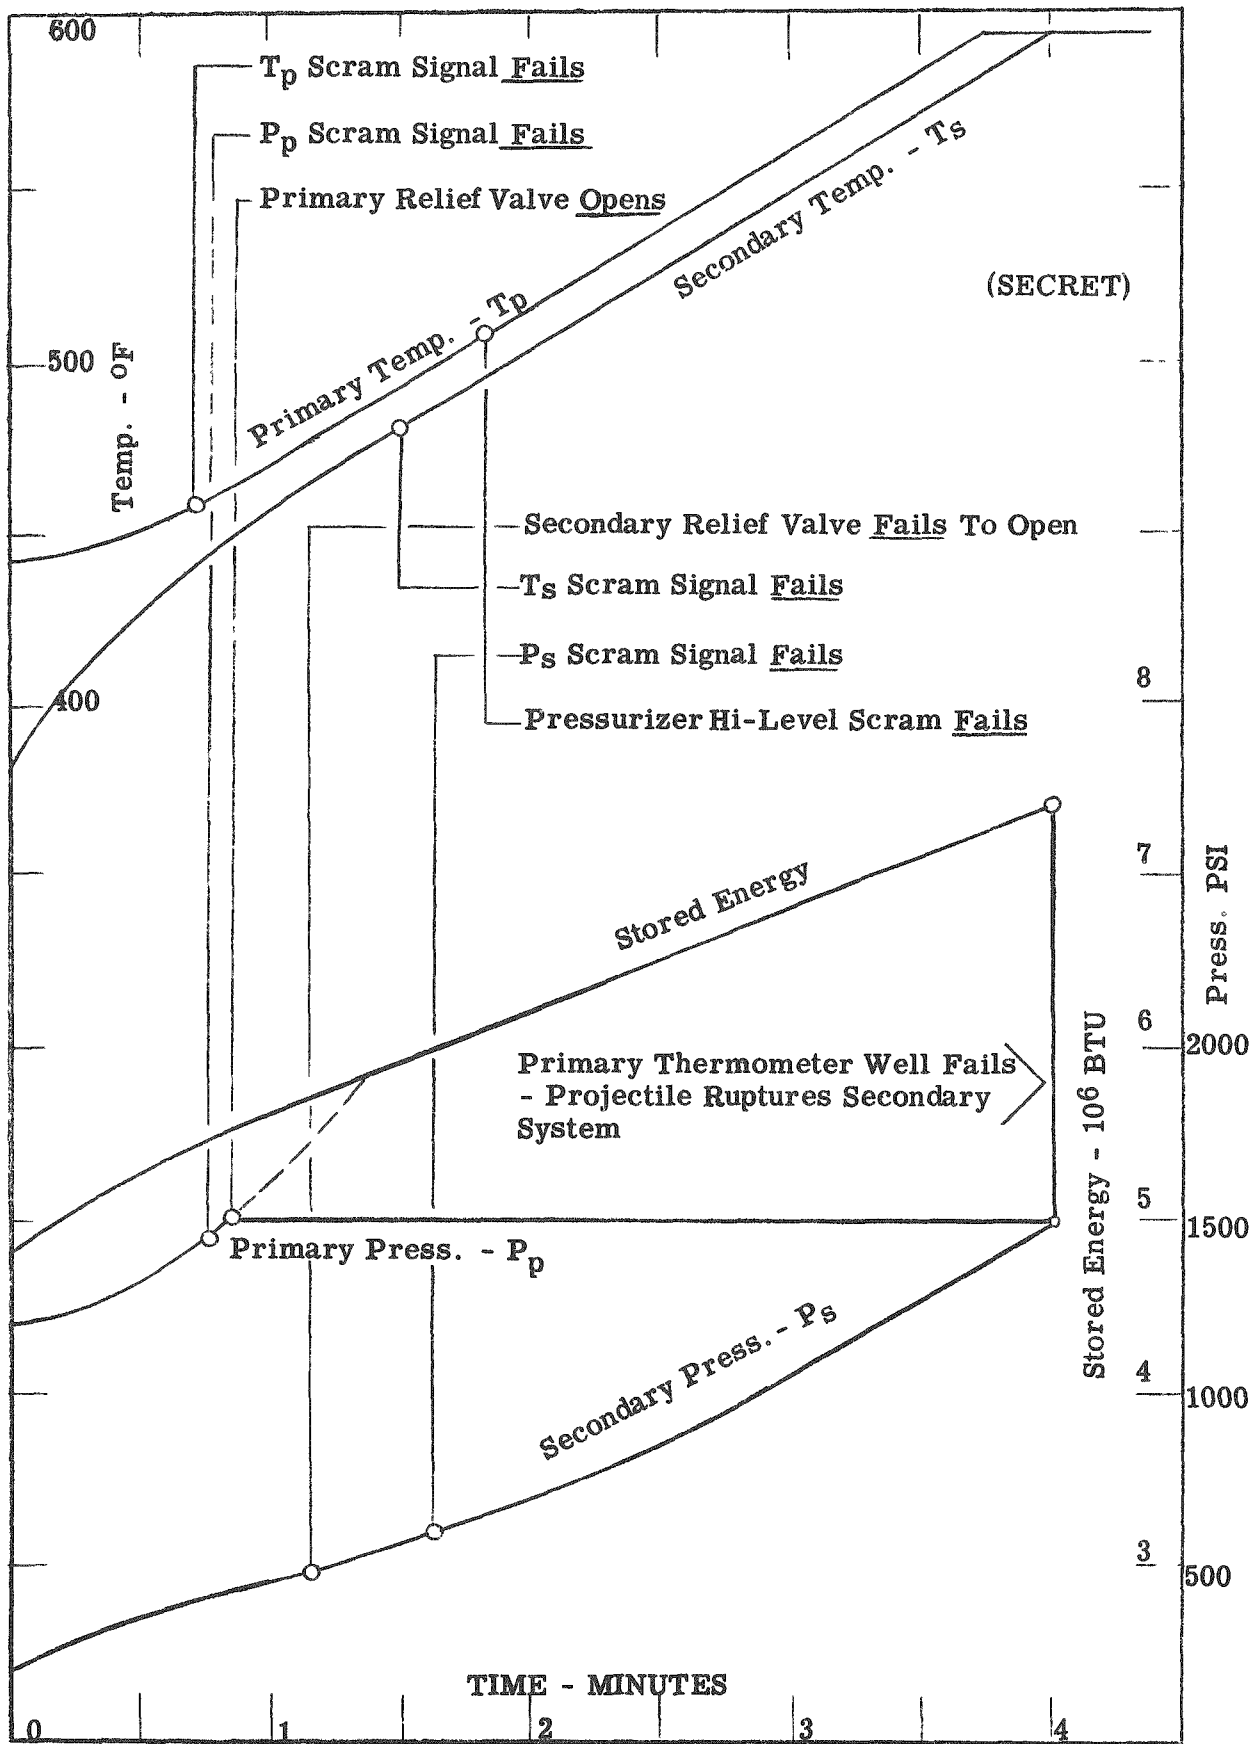 600
Tp Scram Signal Fails
Pp Scram Signal Fails
Primary Relief Valve Opens
Secondary Temp. - Ts
(SECRET)
Primary Temp. - Tp
500
Temp. - oF
Secondary Relief Valve Fails To Open
Ts Scram Signal Fails
Ps Scram Signal Fails
8
400
Pressurizer Hi-Level Scram Fails
7
Stored Energy
Press. PSI
6
2000
Primary Thermometer Well Fails
- Projectile Ruptures Secondary
System
Stored Energy - 10⁶ BTU
5
1500
Primary Press. - Pp
Secondary Press. - Ps
4
1000
3
500
TIME - MINUTES
0 1 2 3 4